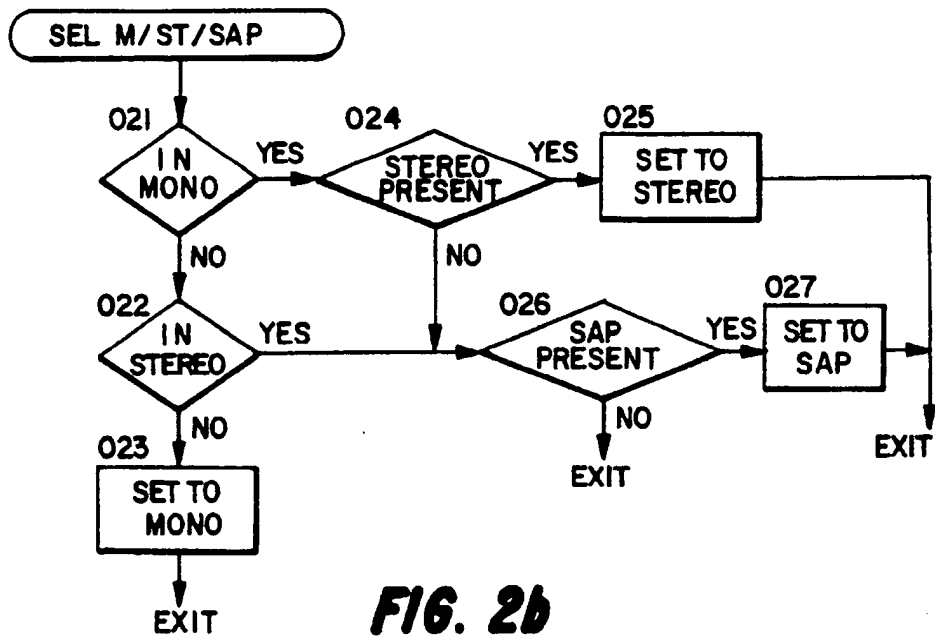 SEL M/ST/SAP
021
IN
MONO
YES
024
STEREO
PRESENT
YES
025
SET TO
STEREO
NO
NO
022
IN
STEREO
YES
026
SAP
PRESENT
YES
027
SET TO
SAP
NO
NO
EXIT
EXIT
023
SET TO
MONO
EXIT
FIG. 2b